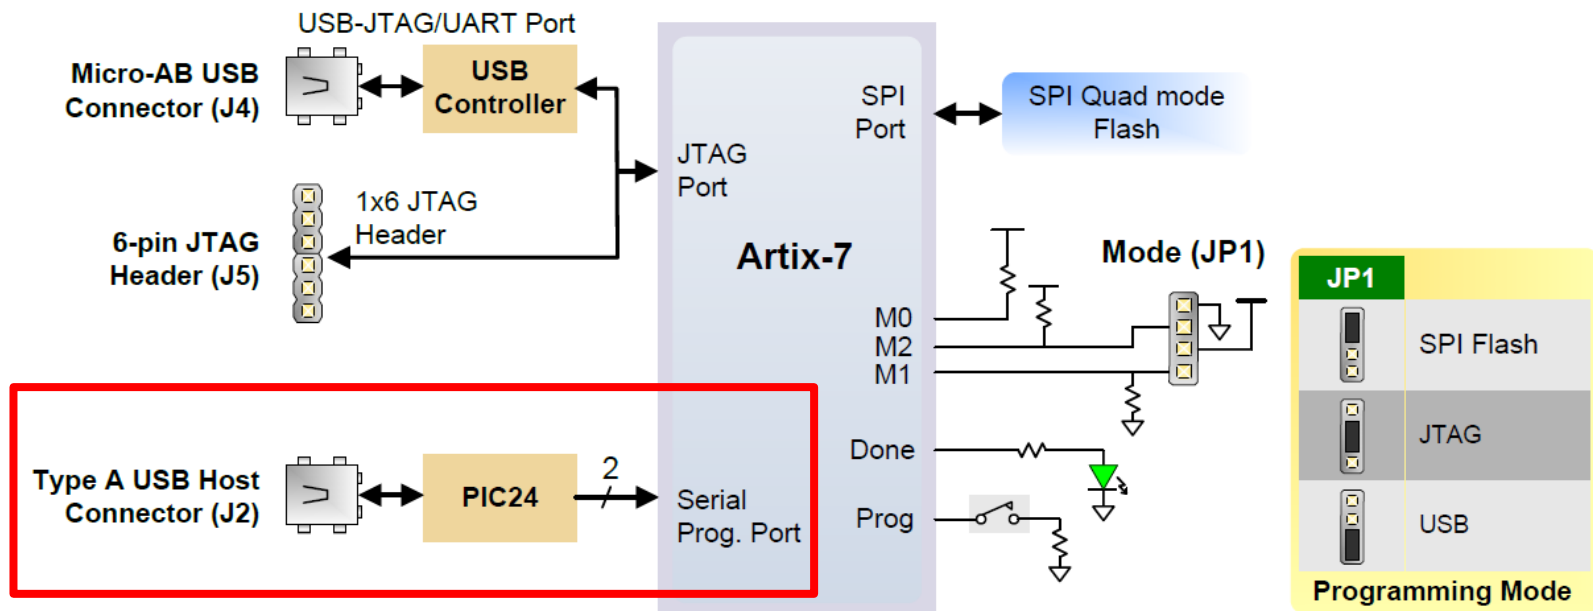 USB-JTAG/UART Port
Micro-AB USB
Connector (J4)
USB
Controller
SPI
Port
SPI Quad mode
Flash
JTAG
Port
1x6 JTAG
Header
6-pin JTAG
Header (J5)
Artix-7
Mode (JP1)
M0
M2
M1
JP1
SPI Flash
JTAG
USB
Programming Mode
Type A USB Host
Connector (J2)
PIC24
2
Serial
Prog. Port
Done
Prog